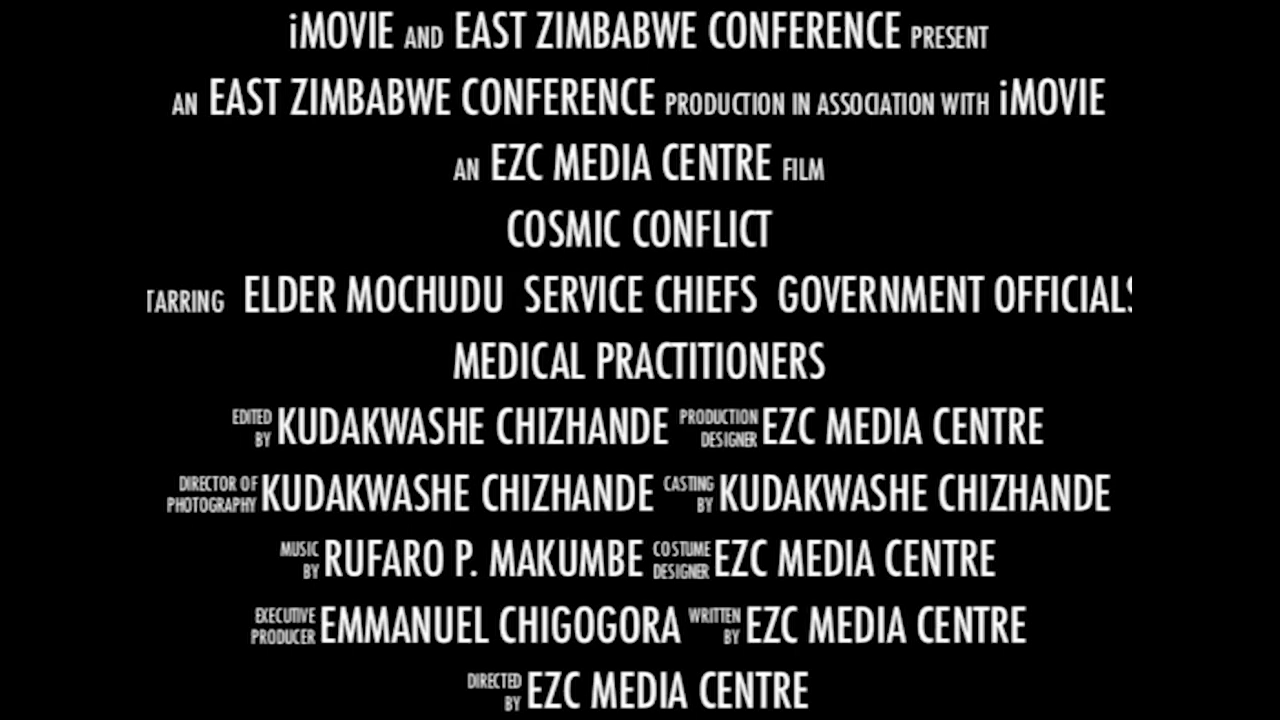 iMOVIE AND EAST ZIMBABWE CONFERENCE PRESENT
AN EAST ZIMBABWE CONFERENCE PRODUCTION IN ASSOCIATION WITH iMOVIE
AN EZC MEDIA CENTRE FILM
COSMIC CONFLICT
TARRING ELDER MOCHUDU SERVICE CHIEFS GOVERNMENT OFFICIALS
MEDICAL PRACTITIONERS
EDITED BY KUDAKWASHE CHIZHANDE PRODUCTION DESIGNER EZC MEDIA CENTRE
DIRECTOR OF PHOTOGRAPHY KUDAKWASHE CHIZHANDE CASTING BY KUDAKWASHE CHIZHANDE
MUSIC BY RUFARO P. MAKUMBE COSTUME DESIGNER EZC MEDIA CENTRE
EXECUTIVE PRODUCER EMMANUEL CHIGOGORA WRITTEN BY EZC MEDIA CENTRE
DIRECTED BY EZC MEDIA CENTRE